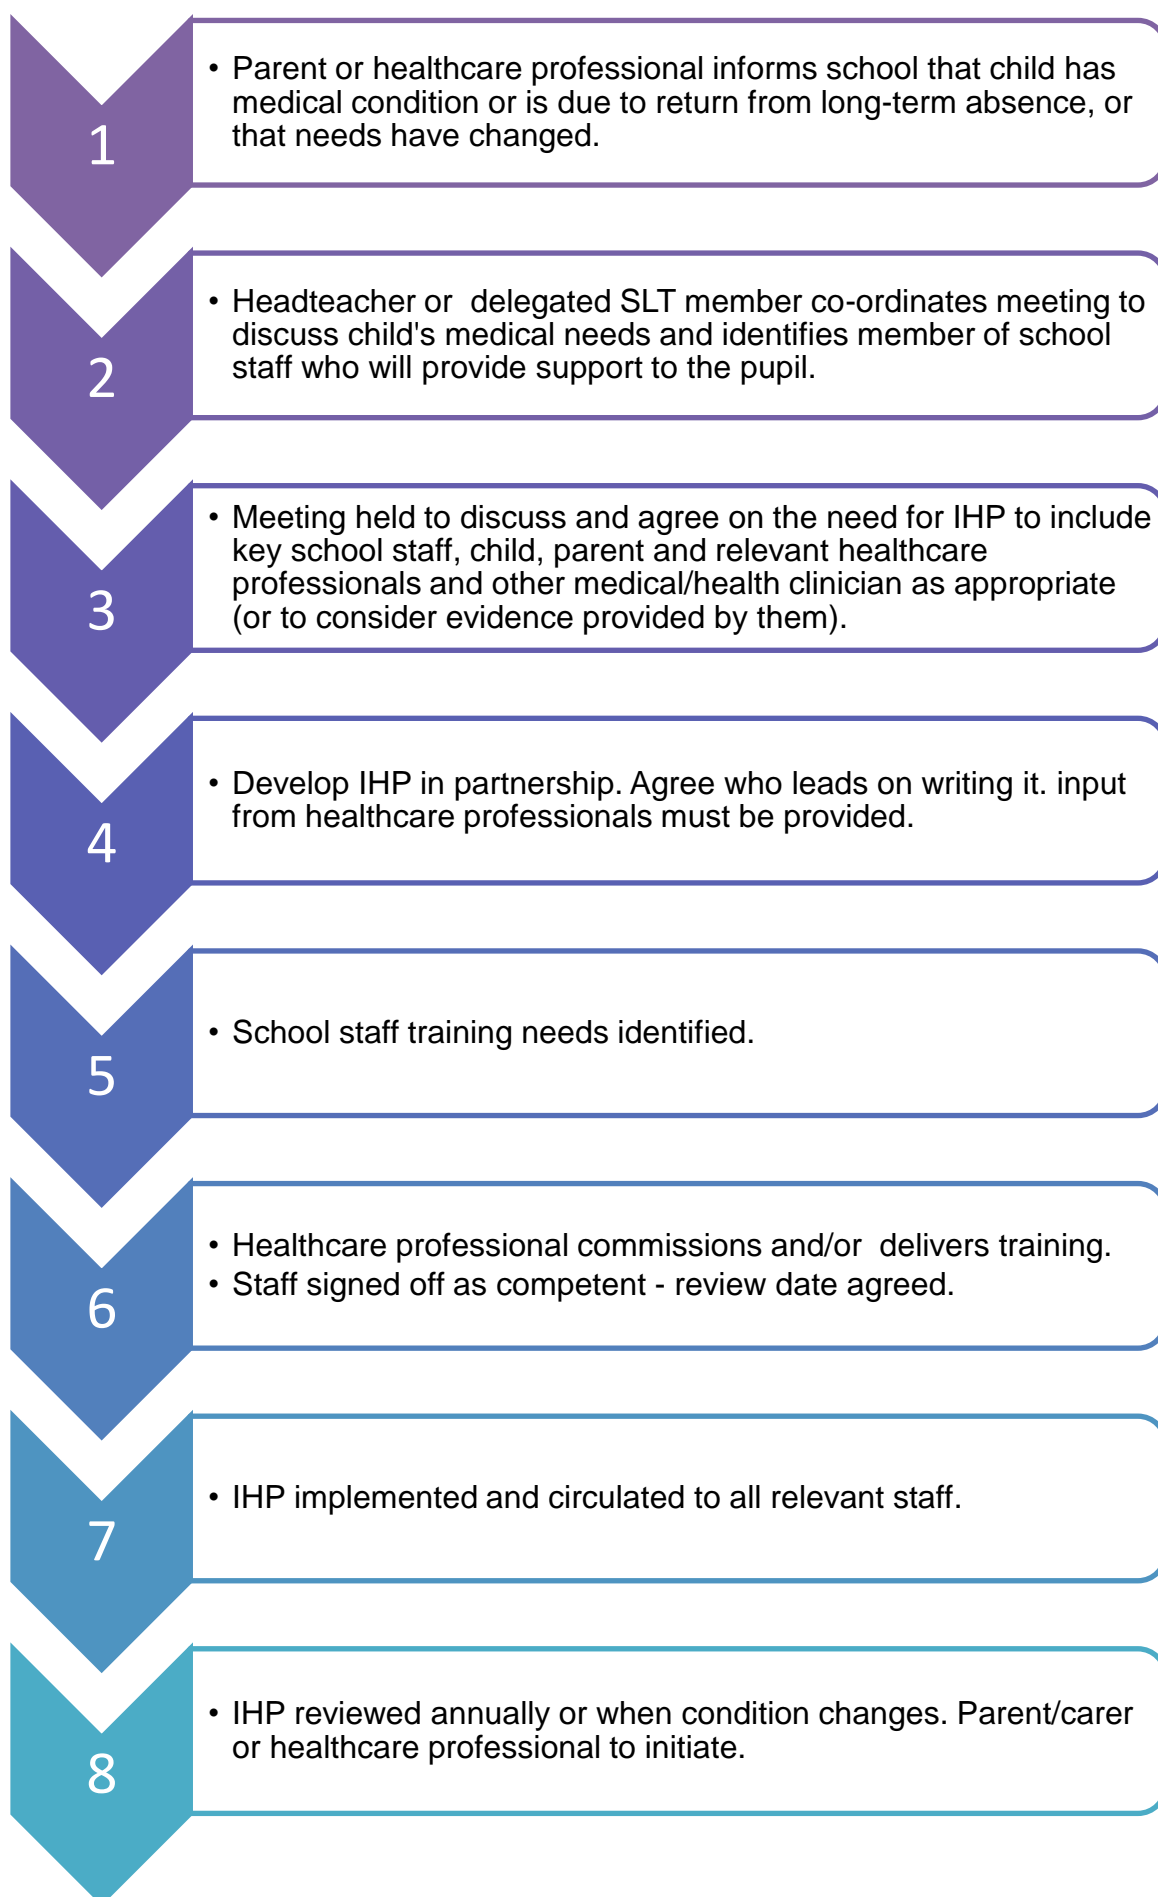 1
• Parent or healthcare professional informs school that child has
medical condition or is due to return from long-term absence, or
that needs have changed.
2
• Headteacher or  delegated SLT member co-ordinates meeting to
discuss child's medical needs and identifies member of school
staff who will provide support to the pupil.
3
• Meeting held to discuss and agree on the need for IHP to include
key school staff, child, parent and relevant healthcare
professionals and other medical/health clinician as appropriate
(or to consider evidence provided by them).
4
• Develop IHP in partnership. Agree who leads on writing it. input
from healthcare professionals must be provided.
5
• School staff training needs identified.
6
• Healthcare professional commissions and/or  delivers training.
• Staff signed off as competent - review date agreed.
7
• IHP implemented and circulated to all relevant staff.
8
• IHP reviewed annually or when condition changes. Parent/carer
or healthcare professional to initiate.